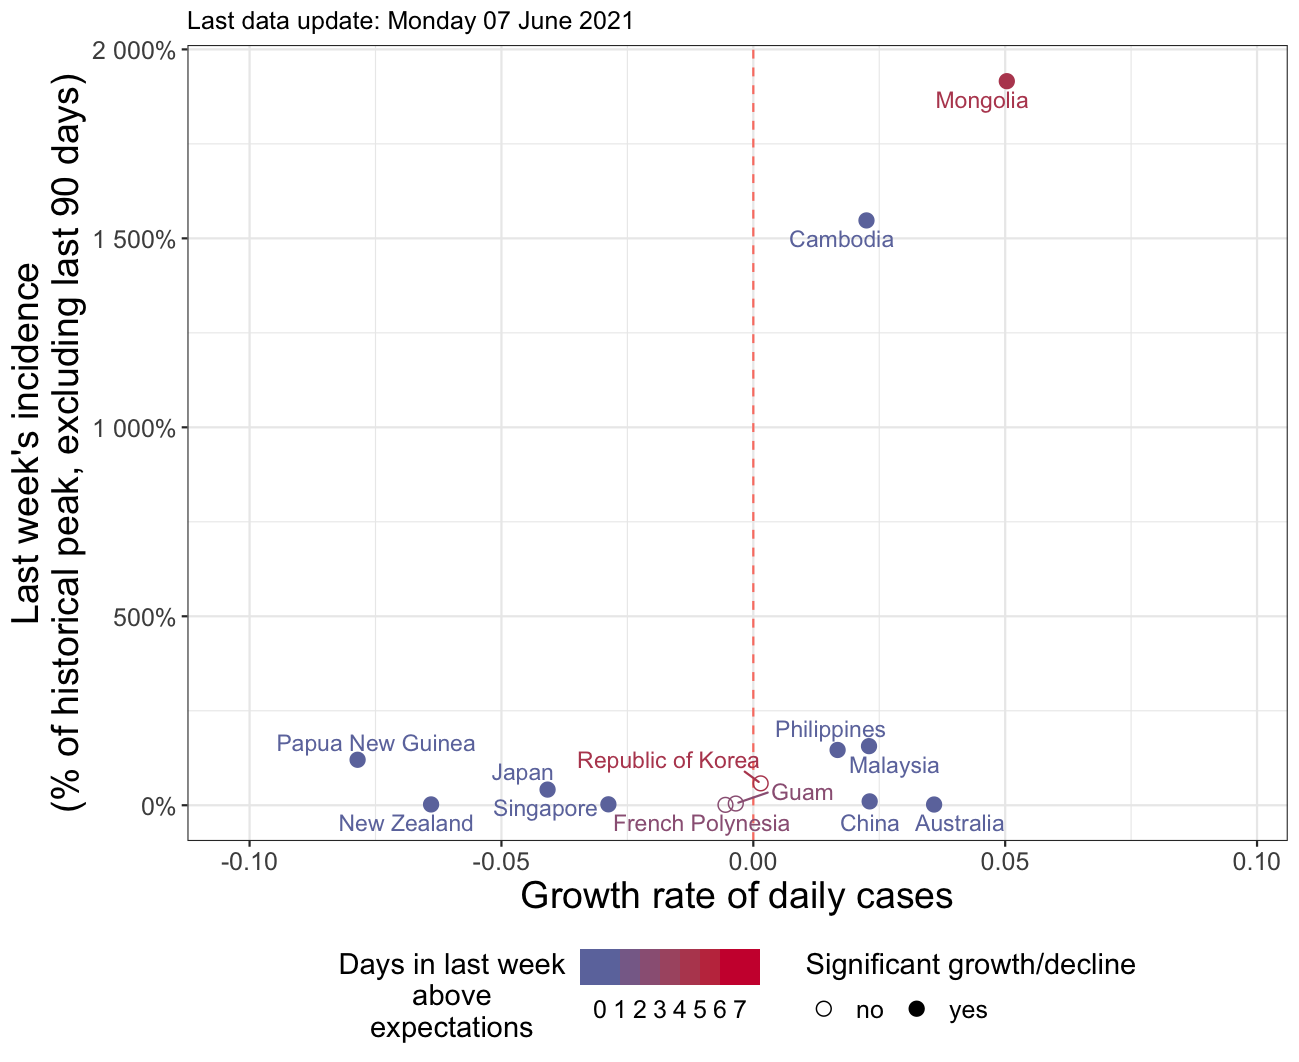 Last data update: Monday 07 June 2021
Last week's incidence
(% of historical peak, excluding last 90 days)
2 000%
1 500%
1 000%
500%
0%
Mongolia
Cambodia
Philippines
Papua New Guinea
Republic of Korea
Malaysia
Japan
Guam
Singapore
New Zealand
French Polynesia
China
Australia
-0.10
-0.05
0.00
0.05
0.10
Growth rate of daily cases
Days in last week
above
expectations
0 1 2 3 4 5 6 7
Significant growth/decline
no
yes